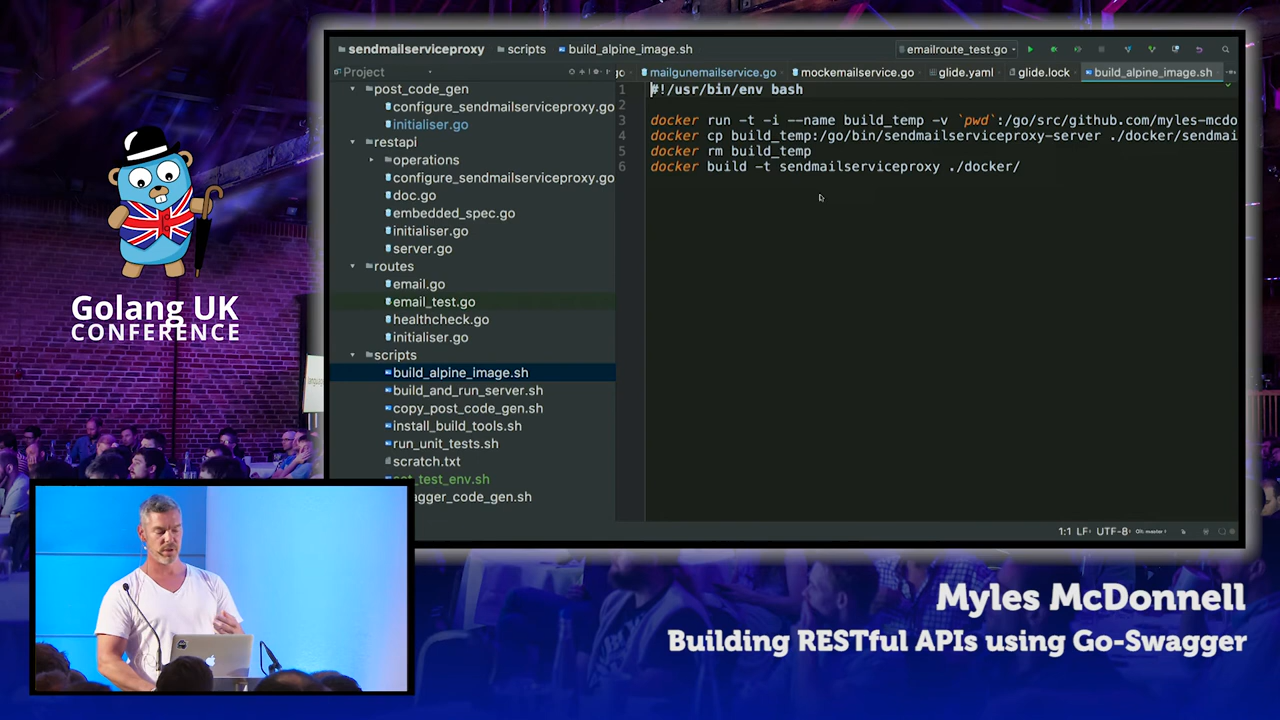 sendmailserviceproxy scripts build_alpine_image.sh emailroute_test.go
Project go mailgunemailservice.go mockemailservice.go glide.yaml glide.lock build_alpine_image.sh
post_code_gen
configure_sendmailserviceproxy.go
initialiser.go
restapi
operations
configure_sendmailserviceproxy.go
doc.go
embedded_spec.go
initialiser.go
server.go
routes
email.go
email_test.go
healthcheck.go
initialiser.go
scripts
build_alpine_image.sh
build_and_run_server.sh
copy_post_code_gen.sh
install_build_tools.sh
run_unit_tests.sh
scratch.txt
set_test_env.sh
agger_code_gen.sh
1 #!/usr/bin/env bash
2
3 docker run -t -i --name build_temp -v `pwd`:/go/src/github.com/myles-mcdo
4 docker cp build_temp:/go/bin/sendmailserviceproxy-server ./docker/sendmai
5 docker rm build_temp
6 docker build -t sendmailserviceproxy ./docker/
1:1 LF UTF-8
Golang UK
CONFERENCE
Myles McDonnell
Building RESTful APIs using Go-Swagger